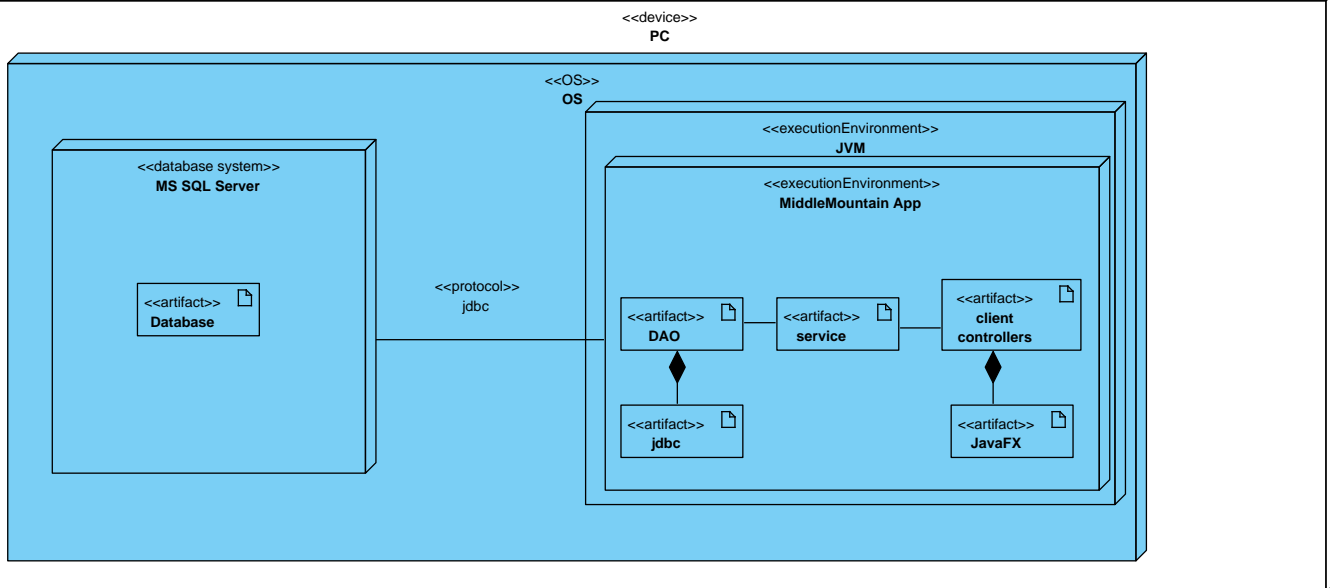 <<device>>
PC
<<OS>>
OS
<<database system>>
MS SQL Server
<<artifact>>
Database
<<protocol>>
jdbc
<<executionEnvironment>>
JVM
<<executionEnvironment>>
MiddleMountain App
<<artifact>>
DAO
<<artifact>>
service
<<artifact>>
client
controllers
<<artifact>>
jdbc
<<artifact>>
JavaFX